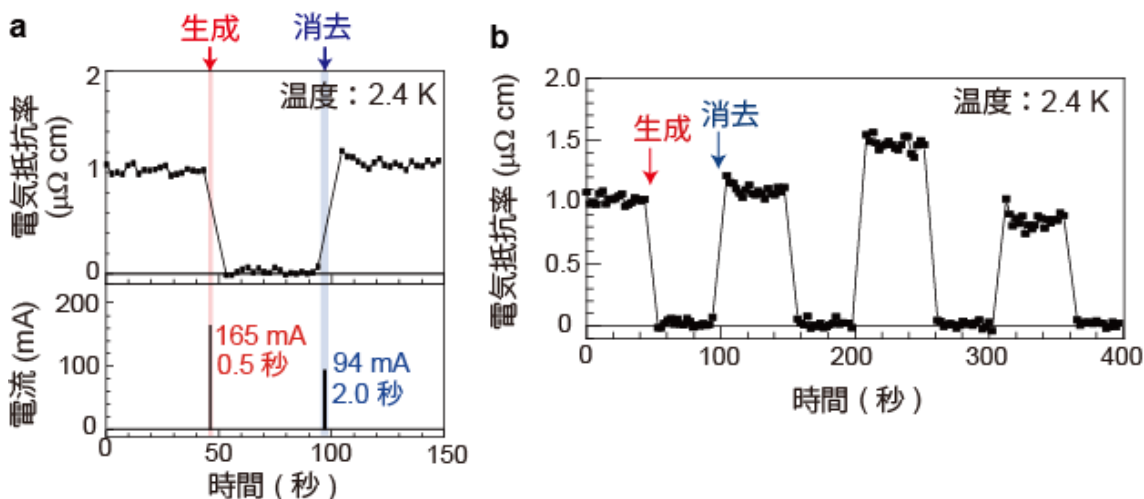 a
生成
消去
2
1
0
電気抵抗率
(μΩ cm)
温度：2.4 K
200
100
0
電流 (mA)
165 mA
0.5 秒
94 mA
2.0 秒
0
50
100
150
時間 ( 秒 )
b
2.0
1.5
1.0
0.5
0
電気抵抗率 (μΩ cm)
温度：2.4 K
生成
消去
0
100
200
300
400
時間 ( 秒 )